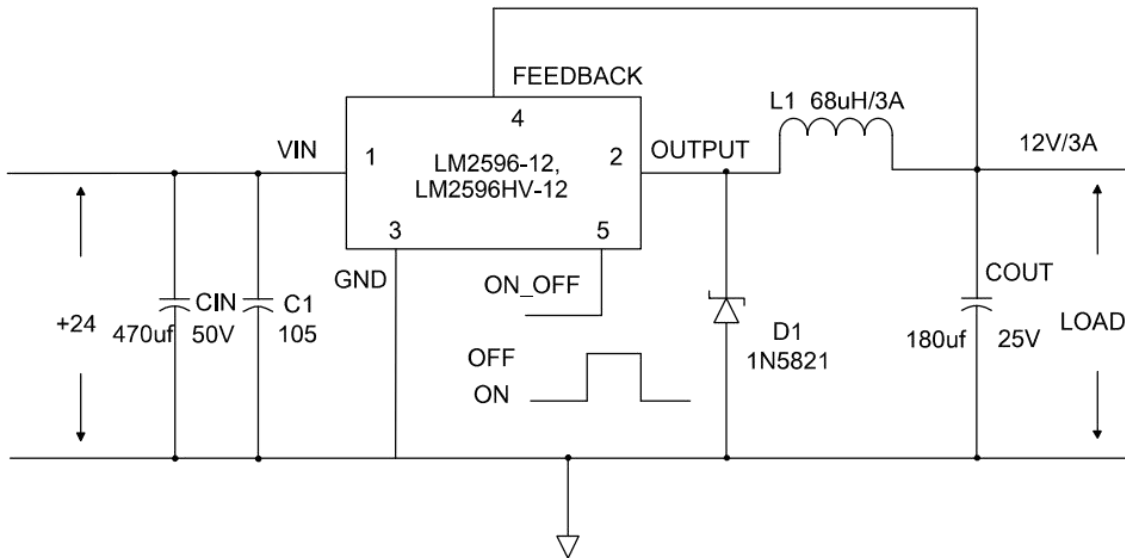 FEEDBACK
4
L1 68uH/3A
VIN
1
LM2596-12,
LM2596HV-12
2
OUTPUT
12V/3A
3
5
GND
ON_OFF
+24
CIN
470uf 50V
C1
105
OFF
ON
D1
1N5821
COUT
180uf 25V
LOAD